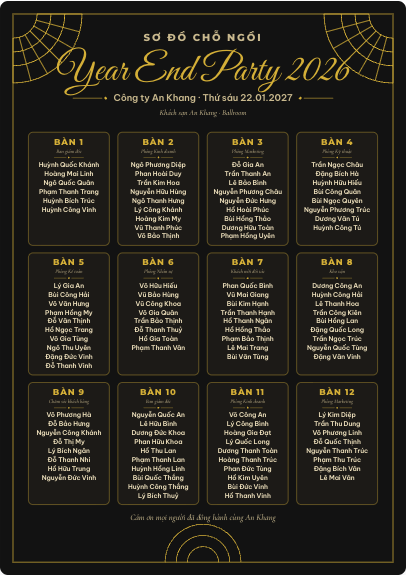 SƠ ĐỒ CHỖ NGỒI
Year End Party 2026
Công ty An Khang · Thứ sáu 22.01.2027
Khách sạn An Khang · Ballroom
BÀN 1
Ban giám đốc
Huỳnh Quốc Khánh
Hoàng Mai Linh
Ngô Quốc Quân
Phạm Thanh Trang
Huỳnh Bích Trúc
Huỳnh Công Vinh
BÀN 2
Phòng Kinh doanh
Ngô Phương Diệp
Phan Hoài Duy
Trần Kim Hoa
Nguyễn Hữu Hùng
Ngô Thanh Hưng
Lý Công Khánh
Hoàng Kim My
Vũ Thanh Phúc
Võ Bảo Thịnh
BÀN 3
Phòng Marketing
Đỗ Gia An
Trần Thanh An
Lê Bảo Bình
Nguyễn Phương Châu
Nguyễn Đức Hưng
Hồ Hoài Phúc
Bùi Hồng Thảo
Dương Hữu Toàn
Phạm Hồng Uyên
BÀN 4
Phòng Kỹ thuật
Trần Ngọc Châu
Đặng Bích Hà
Huỳnh Hữu Hiếu
Bùi Công Quân
Bùi Ngọc Quyên
Nguyễn Phương Trúc
Dương Văn Tú
Huỳnh Công Tú
BÀN 5
Phòng Kế toán
Lý Gia An
Bùi Công Hải
Võ Văn Hưng
Phạm Hồng My
Đỗ Văn Thịnh
Hồ Ngọc Trang
Võ Gia Tùng
Ngô Thu Uyên
Đặng Đức Vinh
Đỗ Thanh Vinh
BÀN 6
Phòng Nhân sự
Võ Hữu Hiếu
Vũ Bảo Hùng
Vũ Công Khoa
Võ Gia Quân
Trần Bảo Thịnh
Đỗ Thanh Thuỷ
Hồ Gia Toàn
Phạm Thanh Vân
BÀN 7
Khách mời đối tác
Phan Quốc Bình
Vũ Mai Giang
Bùi Kim Hạnh
Trần Thanh Hạnh
Hồ Thanh Ngân
Hồ Hồng Thảo
Phạm Bảo Thịnh
Lê Mai Trang
Bùi Văn Tùng
BÀN 8
Kho vận
Dương Công An
Huỳnh Công Hải
Lê Thanh Hoa
Trần Công Kiên
Bùi Hồng Lan
Đặng Quốc Long
Trần Ngọc Trúc
Nguyễn Quốc Tùng
Đặng Văn Vinh
BÀN 9
Chăm sóc khách hàng
Võ Phương Hà
Đỗ Bảo Hưng
Nguyễn Công Khánh
Đỗ Thị My
Lý Bích Ngân
Đỗ Thanh Nhi
Hồ Hữu Trung
Nguyễn Đức Vinh
BÀN 10
Ban giám đốc
Nguyễn Quốc An
Lê Hữu Bình
Dương Đức Khoa
Phan Hữu Khoa
Hồ Thu Lan
Phan Thanh Lan
Huỳnh Hồng Linh
Bùi Quốc Thắng
Huỳnh Công Thắng
Lý Bích Thuỷ
BÀN 11
Phòng Kinh doanh
Võ Công An
Lý Công Bình
Hoàng Gia Đạt
Lý Quốc Long
Dương Thanh Toàn
Hoàng Thanh Trúc
Phan Đức Tùng
Hồ Kim Uyên
Bùi Đức Vinh
Hồ Thanh Vinh
BÀN 12
Phòng Marketing
Lý Kim Diệp
Trần Thu Dung
Võ Phương Linh
Đỗ Quốc Thịnh
Nguyễn Thanh Trúc
Phạm Thu Trúc
Đặng Bích Vân
Lê Mai Vân
Cảm ơn mọi người đã đồng hành cùng An Khang